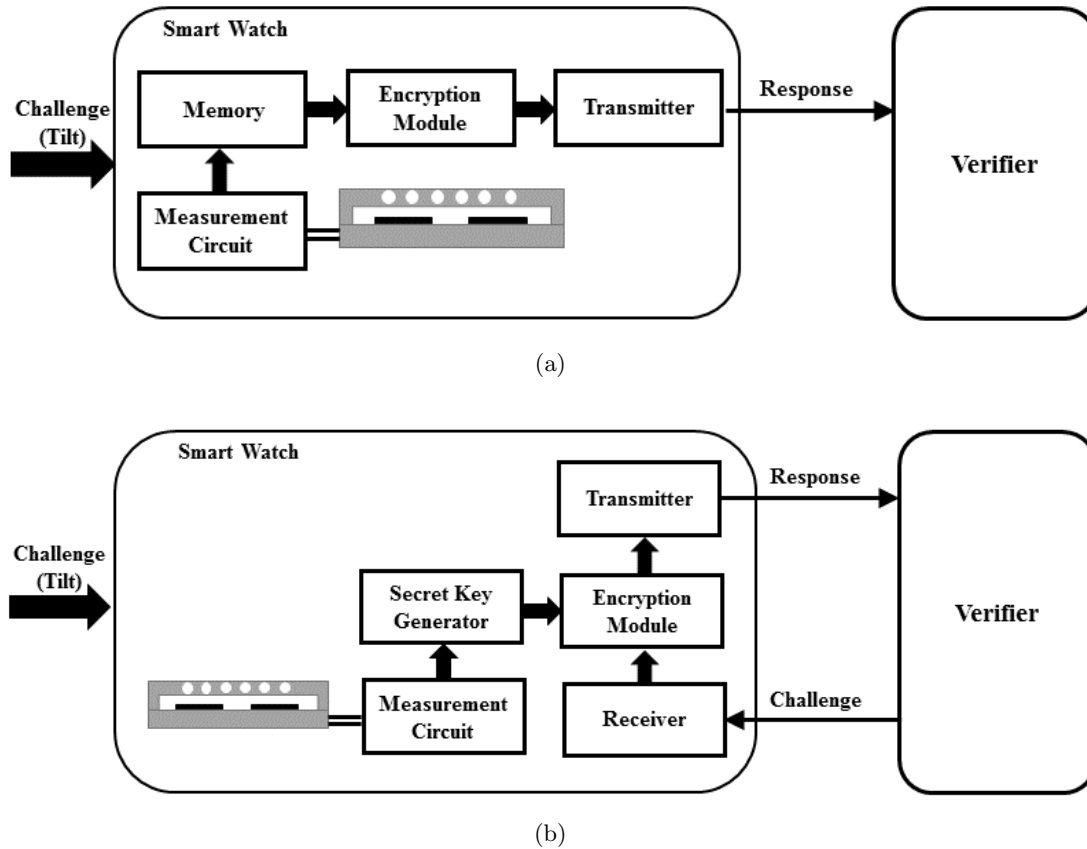 Smart Watch
Challenge
(Tilt)
Memory
Encryption
Module
Transmitter
Response
Verifier
Measurement
Circuit
(a)
Smart Watch
Transmitter
Response
Challenge
(Tilt)
Secret Key
Generator
Encryption
Module
Verifier
Measurement
Circuit
Receiver
Challenge
(b)